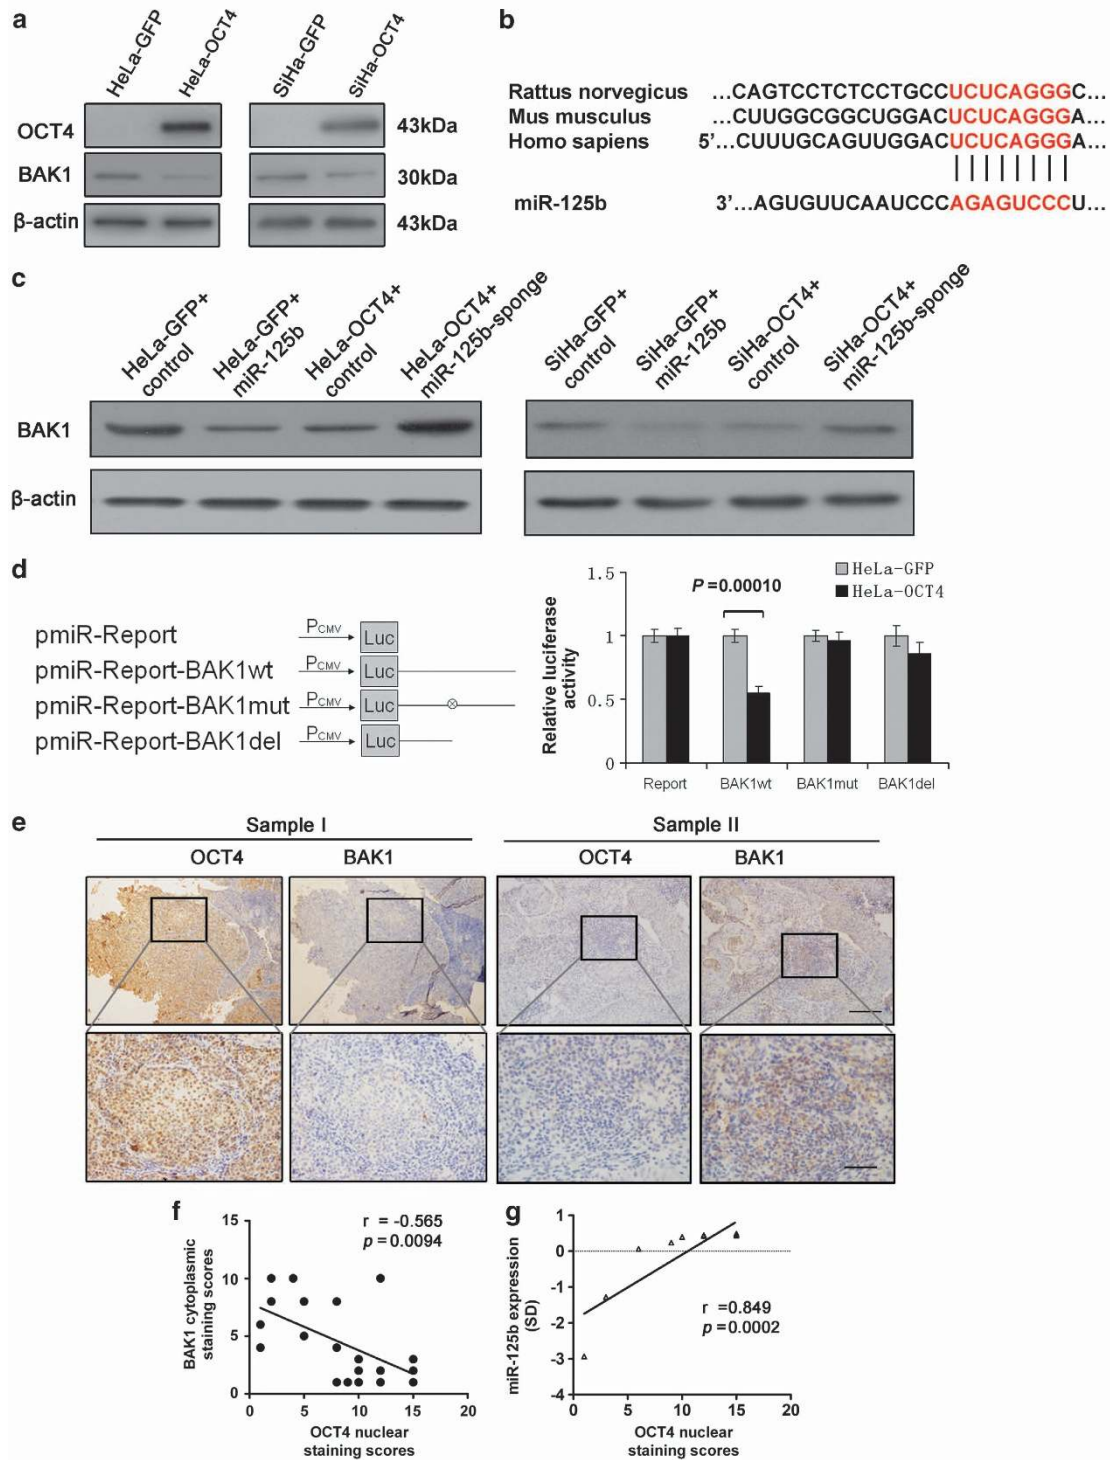 a
HeLa-GFP
HeLa-OCT4
SiHa-GFP
SiHa-OCT4
OCT4
43kDa
BAK1
30kDa
β-actin
43kDa
b
Rattus norvegicus ...CAGTCCTCTCCTGCCUCUCAGGGC...
Mus musculus ...CUUGGCGGCUGGACUCUCAGGGA...
Homo sapiens 5'...CUUUGCAGUUGGACUCUCAGGGA...
miR-125b 3'...AGUGUUCAAUCCCAGAGUCCCU...
c
HeLa-GFP+
control
HeLa-GFP+
miR-125b
HeLa-OCT4+
control
HeLa-OCT4+
miR-125b-sponge
SiHa-GFP+
control
SiHa-GFP+
miR-125b
SiHa-OCT4+
control
SiHa-OCT4+
miR-125b-sponge
BAK1
β-actin
d
pmiR-Report PCMV Luc
pmiR-Report-BAK1wt PCMV Luc
pmiR-Report-BAK1mut PCMV Luc
pmiR-Report-BAK1del PCMV Luc
Relative luciferase
activity
1.5
1
0.5
0
P=0.00010
HeLa-GFP
HeLa-OCT4
Report BAK1wt BAK1mut BAK1del
e
Sample I
Sample II
OCT4
BAK1
OCT4
BAK1
f
BAK1 cytoplasmic
staining scores
15
10
5
0
r = -0.565
p = 0.0094
0 5 10 15 20
OCT4 nuclear
staining scores
g
miR-125b expression
(SD)
1
0
-1
-2
-3
-4
r =0.849
p =0.0002
0 5 10 15 20
OCT4 nuclear
staining scores